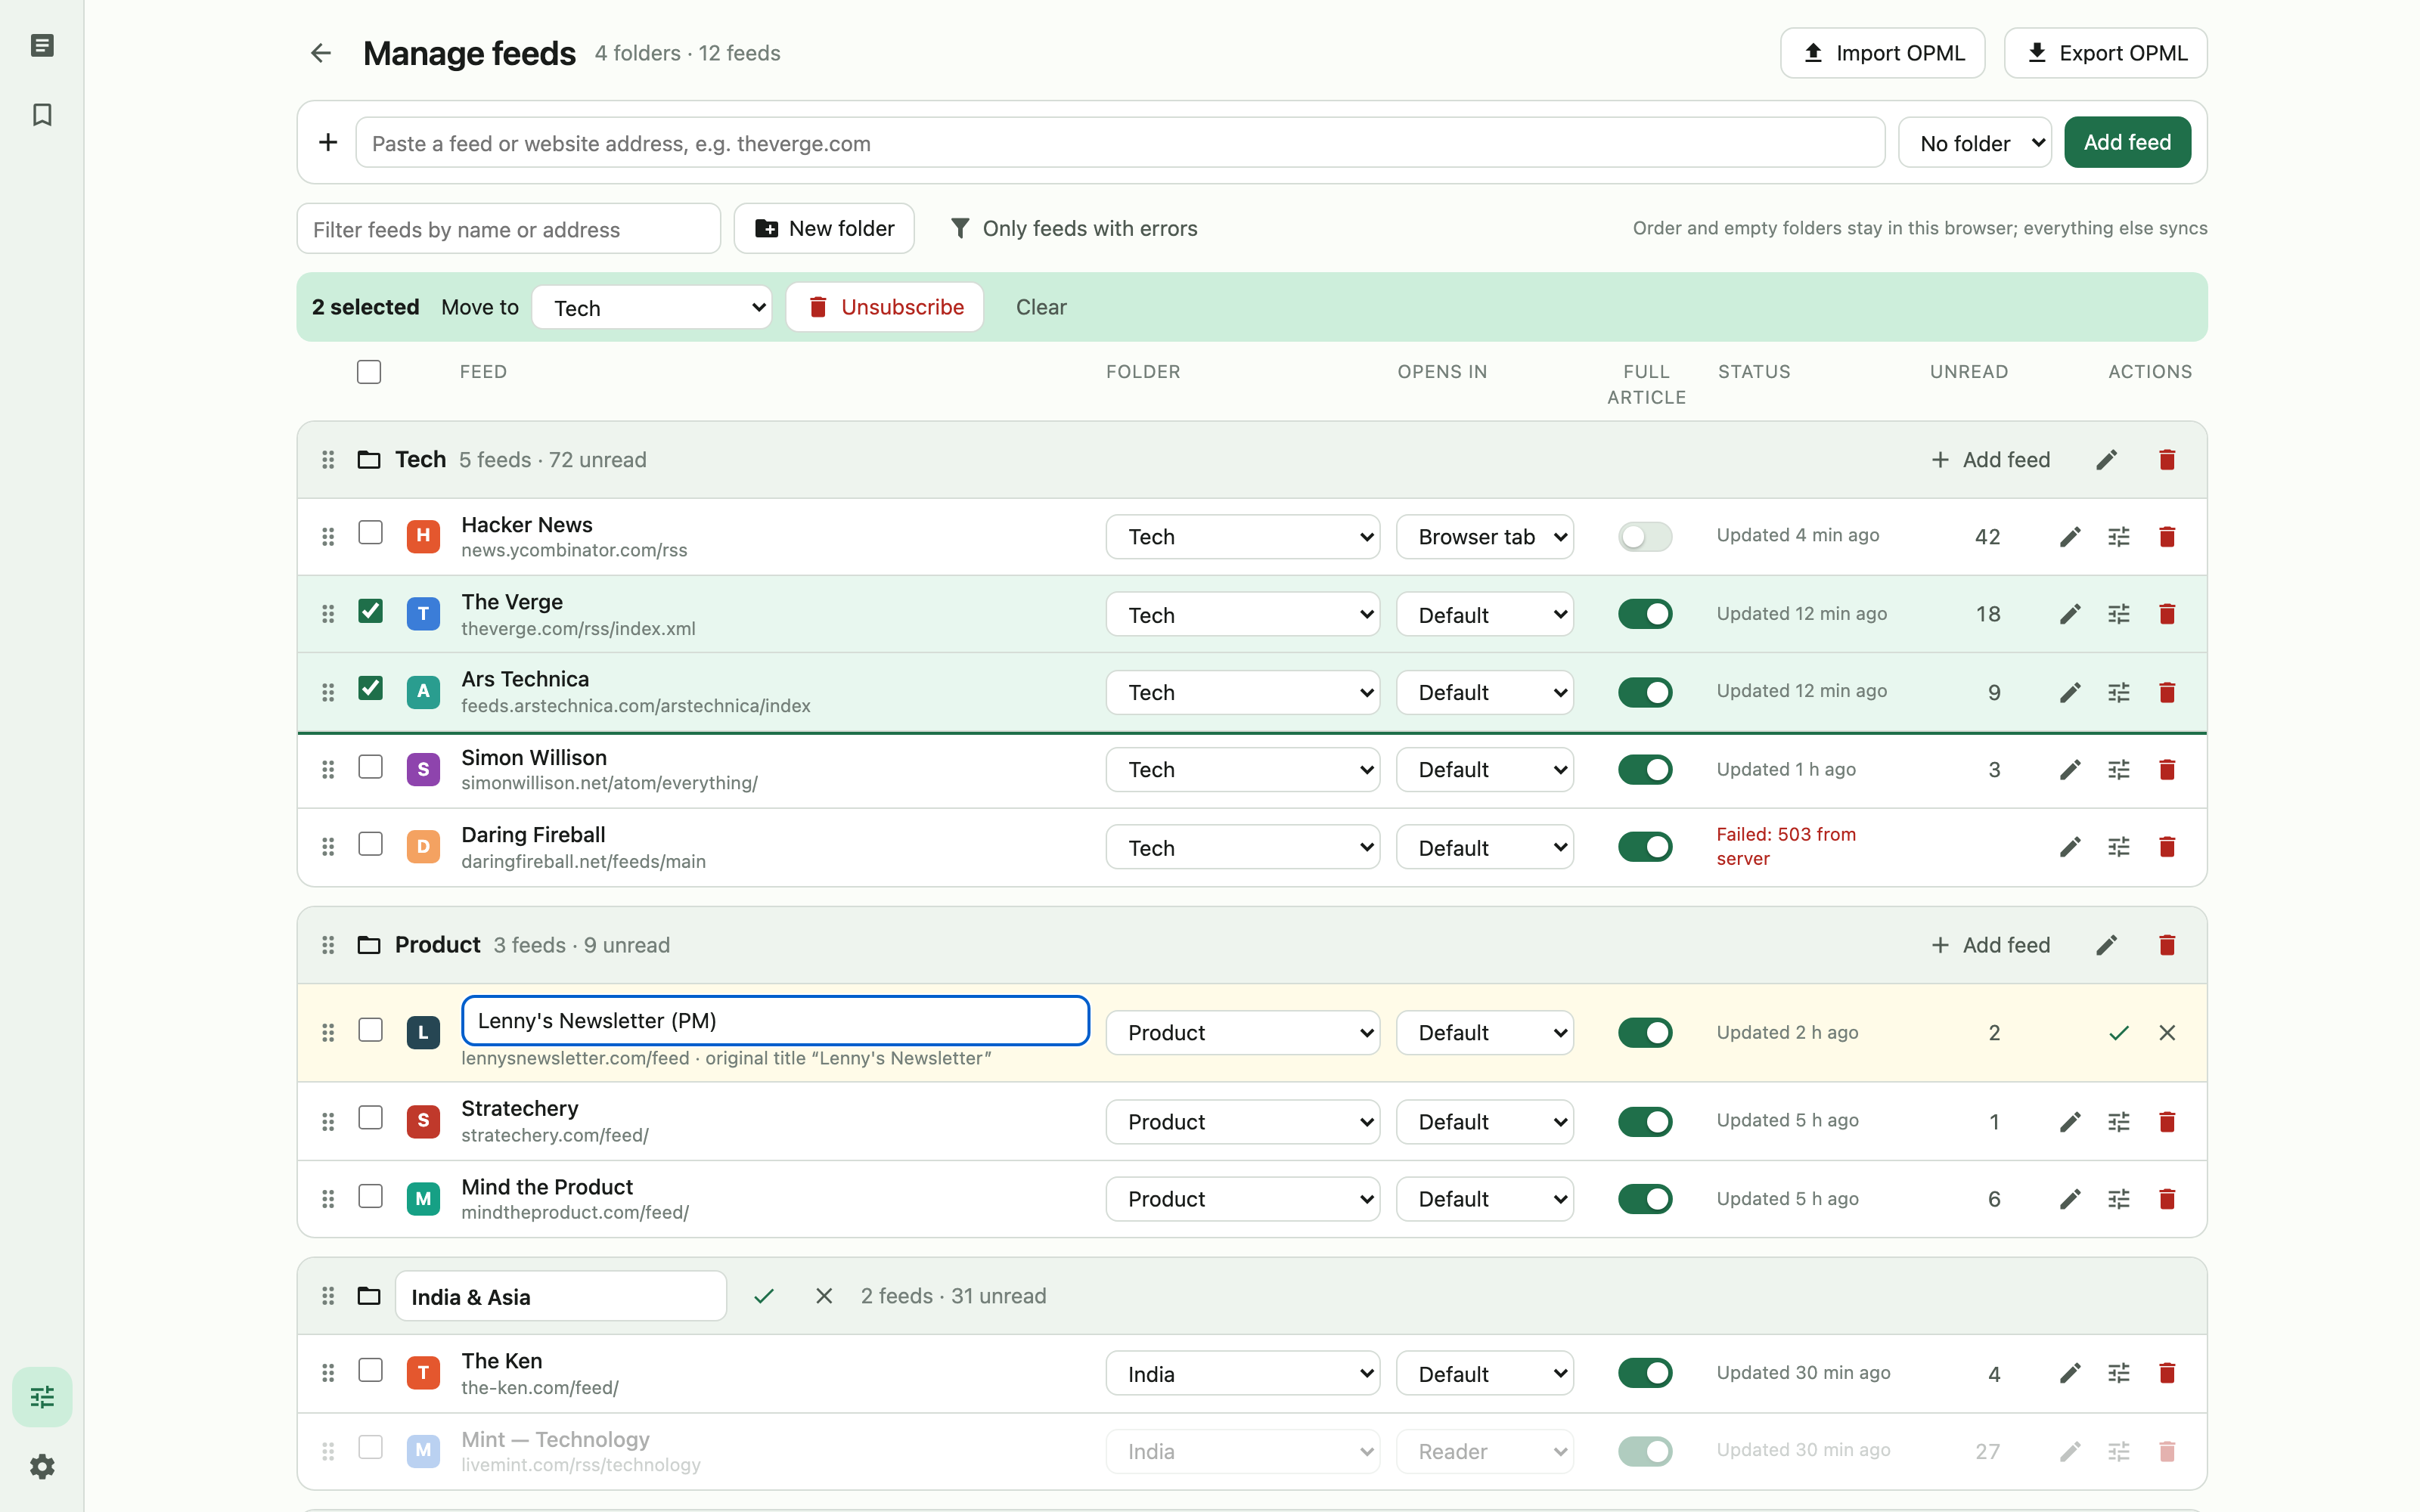 Manage feeds 4 folders · 12 feeds Import OPML Export OPML
Paste a feed or website address, e.g. theverge.com No folder Add feed
Filter feeds by name or address New folder Only feeds with errors Order and empty folders stay in this browser; everything else syncs
2 selected Move to Tech Unsubscribe Clear
FEED FOLDER OPENS IN FULL ARTICLE STATUS UNREAD ACTIONS
Tech 5 feeds · 72 unread Add feed
H Hacker News Tech Browser tab Updated 4 min ago 42
news.ycombinator.com/rss
T The Verge Tech Default Updated 12 min ago 18
theverge.com/rss/index.xml
A Ars Technica Tech Default Updated 12 min ago 9
feeds.arstechnica.com/arstechnica/index
S Simon Willison Tech Default Updated 1 h ago 3
simonwillison.net/atom/everything/
D Daring Fireball Tech Default Failed: 503 from server
daringfireball.net/feeds/main
Product 3 feeds · 9 unread Add feed
L Lenny's Newsletter (PM) Product Default Updated 2 h ago 2
lennysnewsletter.com/feed · original title “Lenny's Newsletter”
S Stratechery Product Default Updated 5 h ago 1
stratechery.com/feed/
M Mind the Product Product Default Updated 5 h ago 6
mindtheproduct.com/feed/
India & Asia 2 feeds · 31 unread
T The Ken India Default Updated 30 min ago 4
the-ken.com/feed/
M Mint — Technology India Reader Updated 30 min ago 27
livemint.com/rss/technology